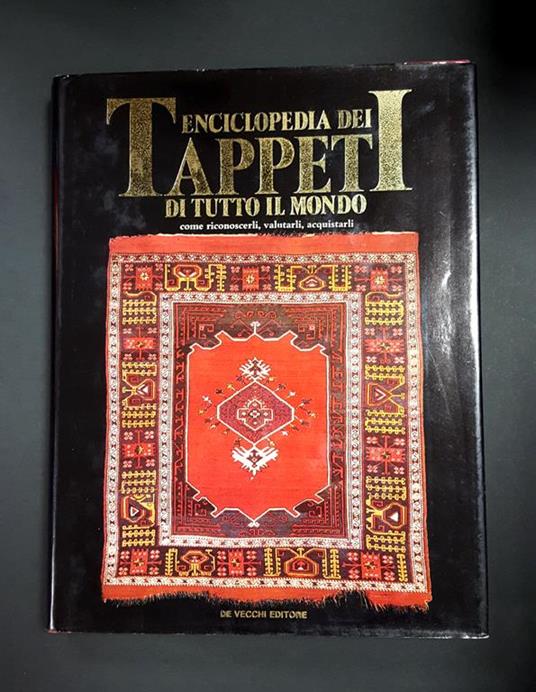 ENCICLOPEDIA DEI
TAPPETI
DI TUTTO IL MONDO
come riconoscerli, valutarli, acquistarli
DE VECCHI EDITORE